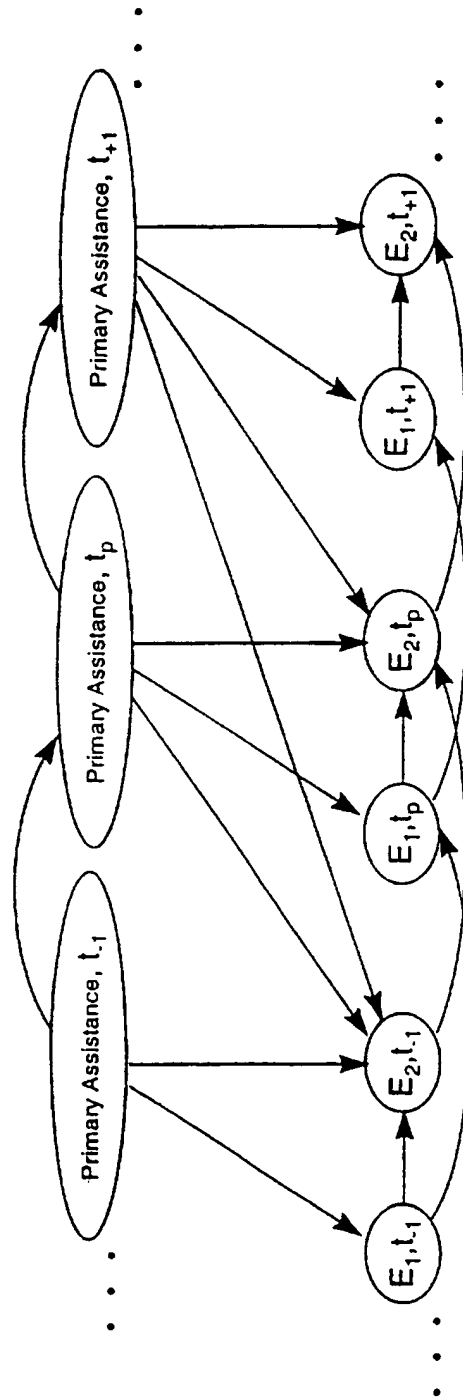 Primary Assistance, t-1
Primary Assistance, tp
Primary Assistance, t+1
E1, t-1
E2, t-1
E1, tp
E2, tp
E1, t+1
E2, t+1